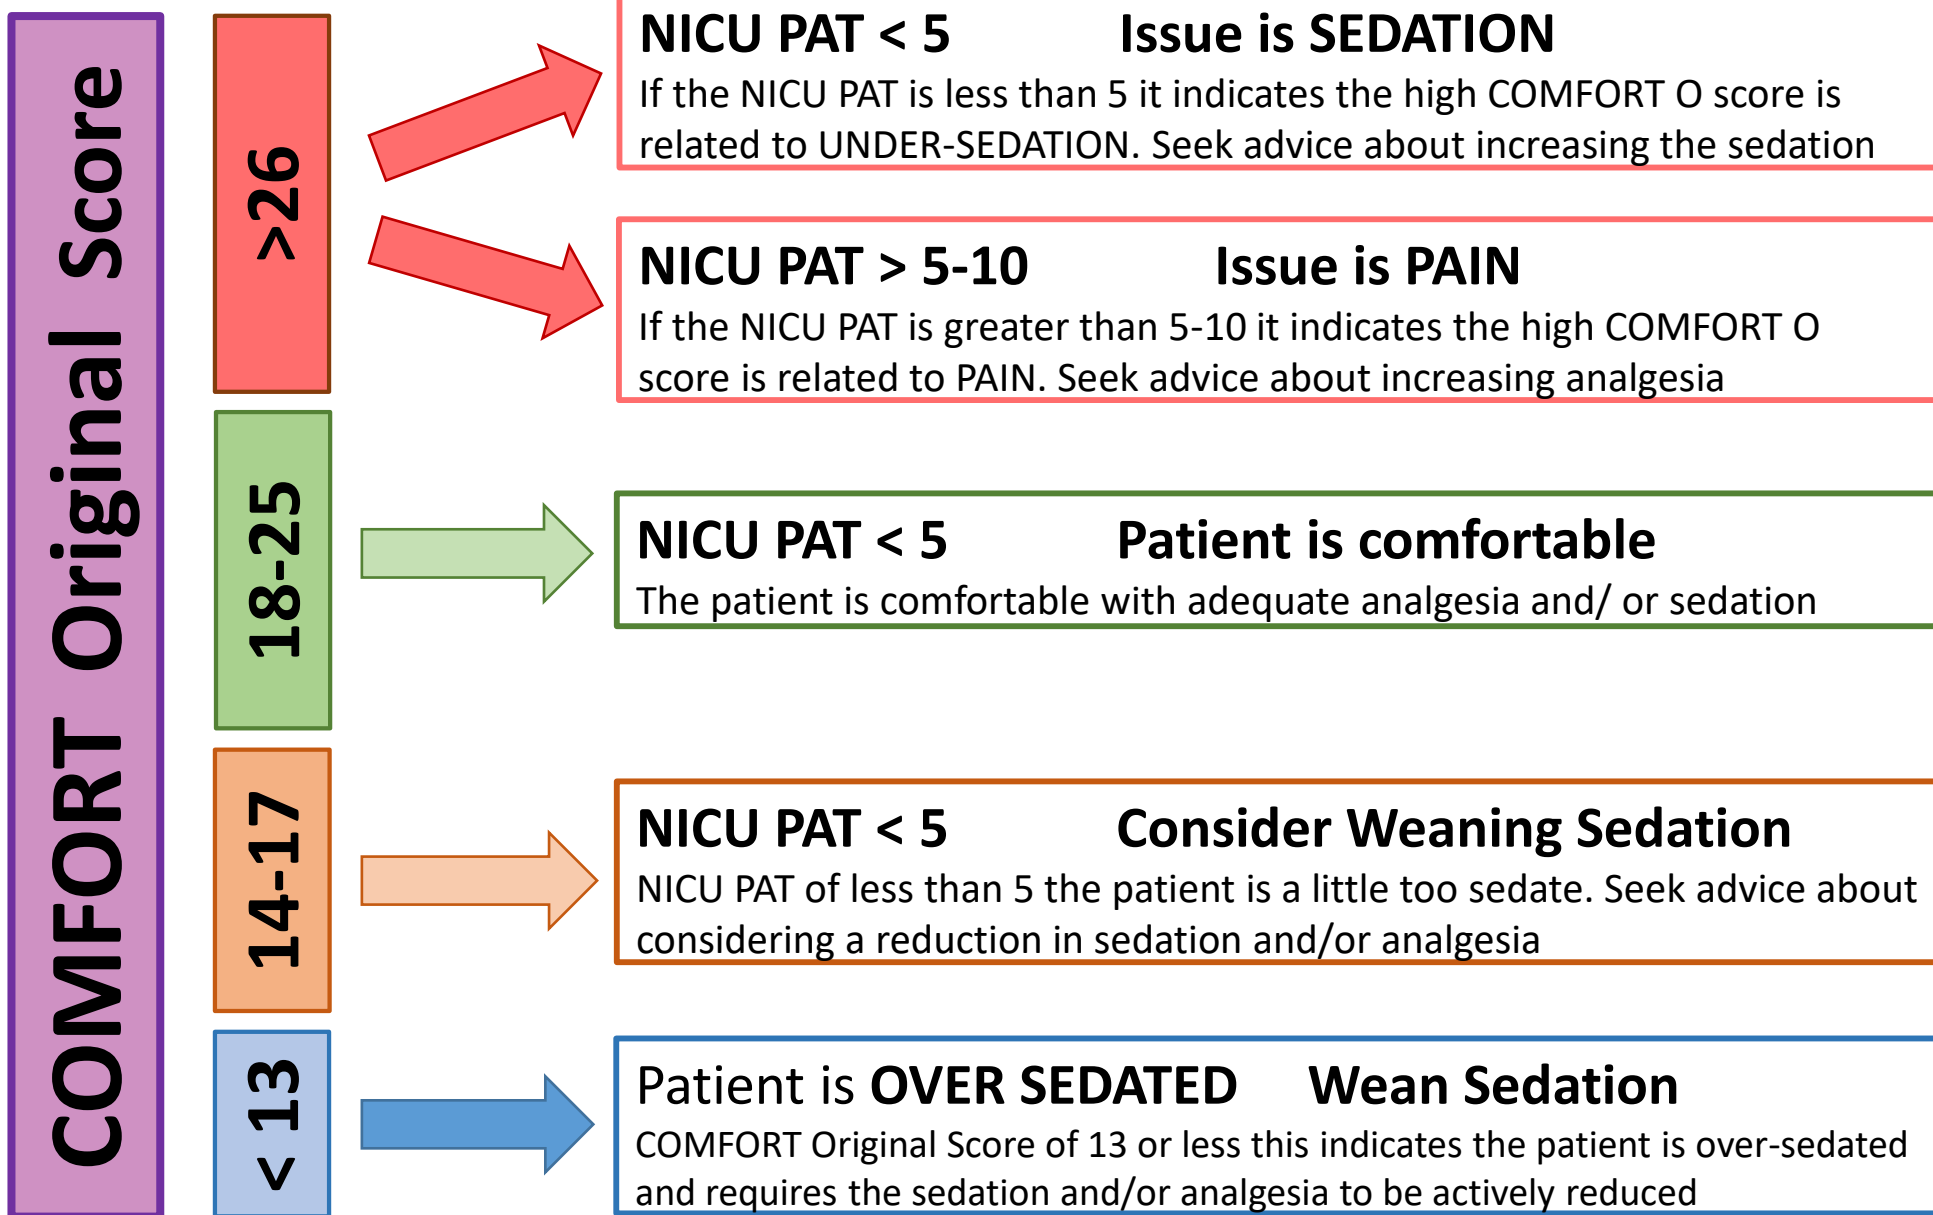 COMFORT Original Score
>26
NICU PAT < 5 Issue is SEDATION
If the NICU PAT is less than 5 it indicates the high COMFORT O score is
related to UNDER-SEDATION. Seek advice about increasing the sedation
NICU PAT > 5-10 Issue is PAIN
If the NICU PAT is greater than 5-10 it indicates the high COMFORT O
score is related to PAIN. Seek advice about increasing analgesia
18-25
NICU PAT < 5 Patient is comfortable
The patient is comfortable with adequate analgesia and/ or sedation
14-17
NICU PAT < 5 Consider Weaning Sedation
NICU PAT of less than 5 the patient is a little too sedate. Seek advice about
considering a reduction in sedation and/or analgesia
< 13
Patient is OVER SEDATED Wean Sedation
COMFORT Original Score of 13 or less this indicates the patient is over-sedated
and requires the sedation and/or analgesia to be actively reduced